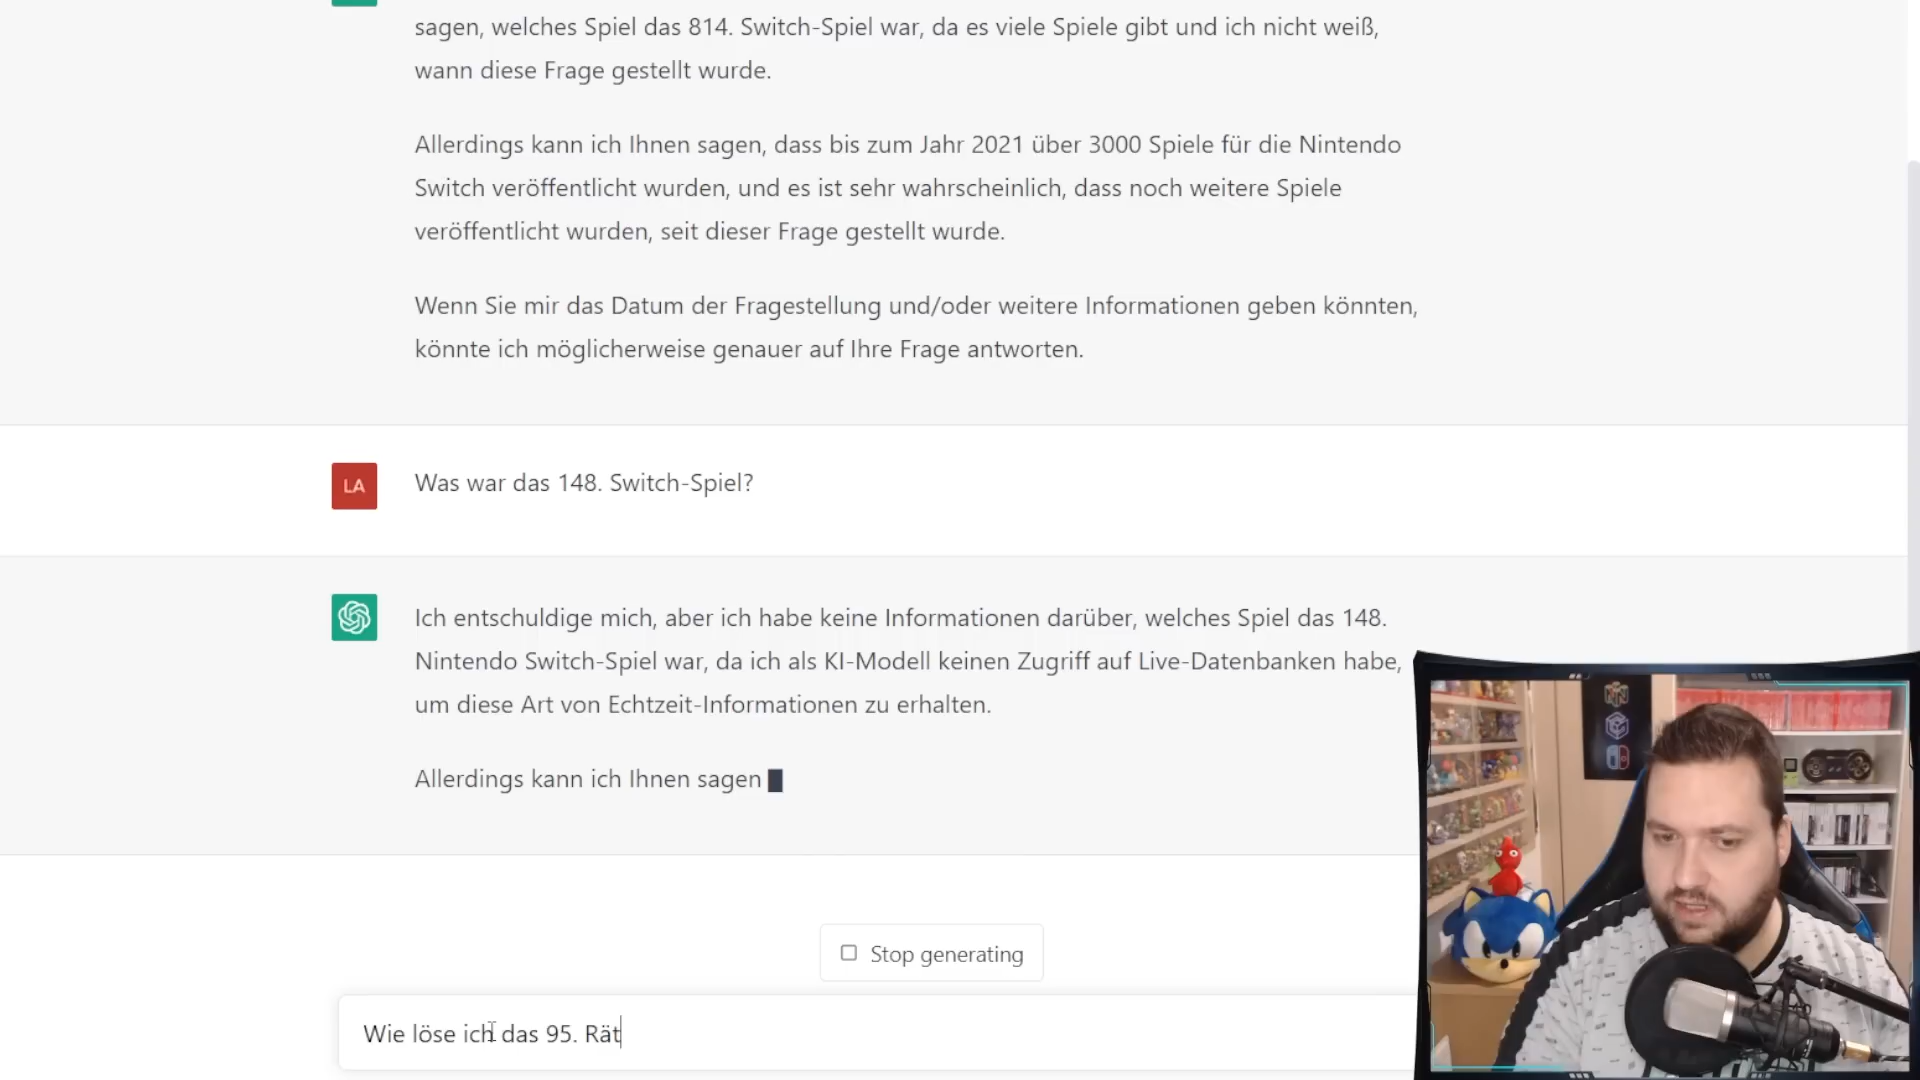 sagen, welches Spiel das 814. Switch-Spiel war, da es viele Spiele gibt und ich nicht weiß,
wann diese Frage gestellt wurde.
Allerdings kann ich Ihnen sagen, dass bis zum Jahr 2021 über 3000 Spiele für die Nintendo
Switch veröffentlicht wurden, und es ist sehr wahrscheinlich, dass noch weitere Spiele
veröffentlicht wurden, seit dieser Frage gestellt wurde.
Wenn Sie mir das Datum der Fragestellung und/oder weitere Informationen geben könnten,
könnte ich möglicherweise genauer auf Ihre Frage antworten.
LA
Was war das 148. Switch-Spiel?
Ich entschuldige mich, aber ich habe keine Informationen darüber, welches Spiel das 148.
Nintendo Switch-Spiel war, da ich als KI-Modell keinen Zugriff auf Live-Datenbanken habe,
um diese Art von Echtzeit-Informationen zu erhalten.
Allerdings kann ich Ihnen sagen
Stop generating
Wie löse ich das 95. Rät